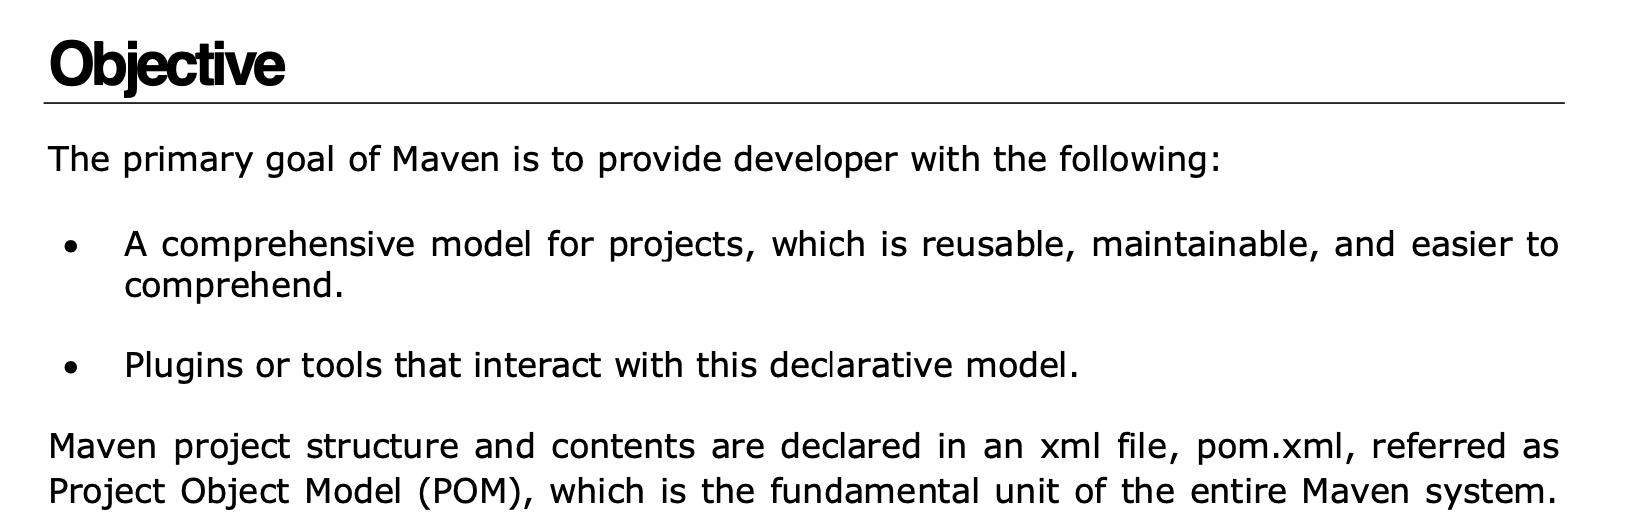 Objective
The primary goal of Maven is to provide developer with the following:
• A comprehensive model for projects, which is reusable, maintainable, and easier to
comprehend.
• Plugins or tools that interact with this declarative model.
Maven project structure and contents are declared in an xml file, pom.xml, referred as
Project Object Model (POM), which is the fundamental unit of the entire Maven system.